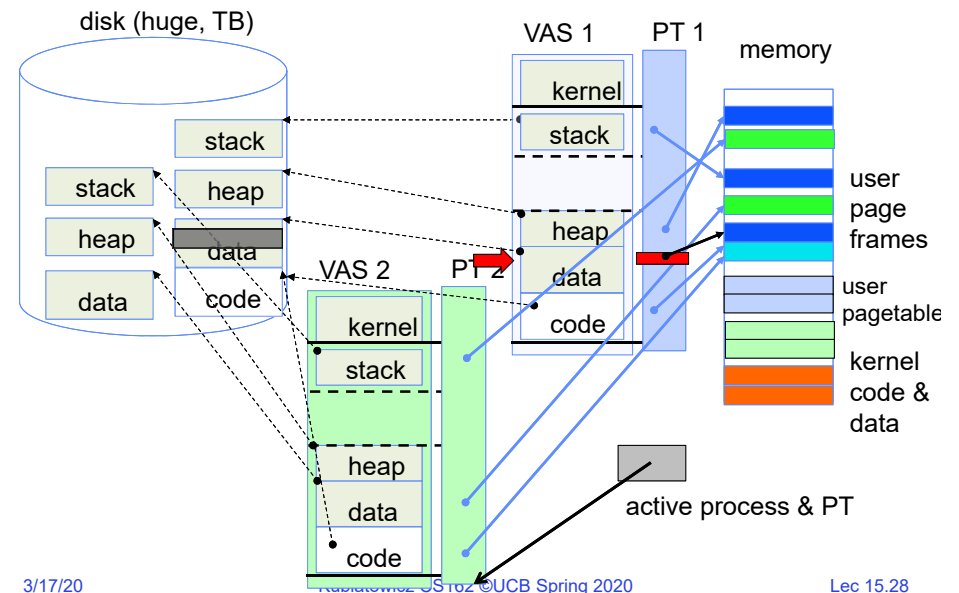 disk (huge, TB)
VAS 1
PT 1
memory
kernel
stack
stack
stack
heap
user
page
frames
heap
heap
data
data
code
VAS 2
PT 2
data
code
user
pagetable
kernel
code &
data
kernel
stack
heap
data
code
active process & PT
3/17/20
Kubiatowicz CS162 ©UCB Spring 2020
Lec 15.28